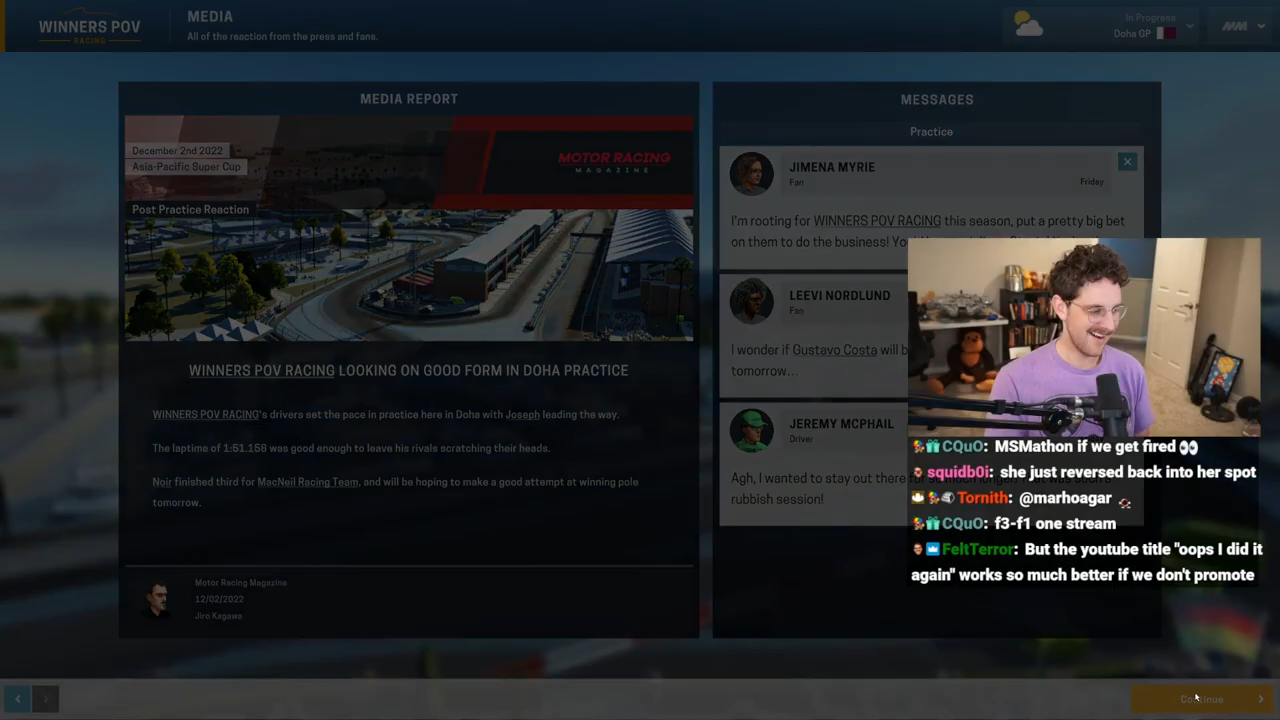 WINNERS POV
RACING
MEDIA
All of the reaction from the press and fans.
In Progress
Doha GP
MEDIA REPORT
December 2nd 2022
Asia-Pacific Super Cup
Post Practice Reaction
MOTOR RACING
MAGAZINE
WINNERS POV RACING LOOKING ON GOOD FORM IN DOHA PRACTICE
WINNERS POV RACING's drivers set the pace in practice here in Doha with Joseph leading the way.
The laptime of 1:51.158 was good enough to leave his rivals scratching their heads.
Noir finished third for MacNeil Racing Team, and will be hoping to make a good attempt at winning pole
tomorrow.
Motor Racing Magazine
12/02/2022
Jiro Kagawa
MESSAGES
Practice
JIMENA MYRIE
Fan
Friday
I'm rooting for WINNERS POV RACING this season, put a pretty big bet
on them to do the business!
LEEVI NORDLUND
Fan
I wonder if Gustavo Costa will b
tomorrow...
JEREMY MCPHAIL
Driver
Agh, I wanted to stay out there
rubbish session!
CQuO: MSMathon if we get fired 👀
squidb0i: she just reversed back into her spot
Tornith: @marhoagar
CQuO: f3-f1 one stream
FeltTerror: But the youtube title "oops I did it
again" works so much better if we don't promote
Continue